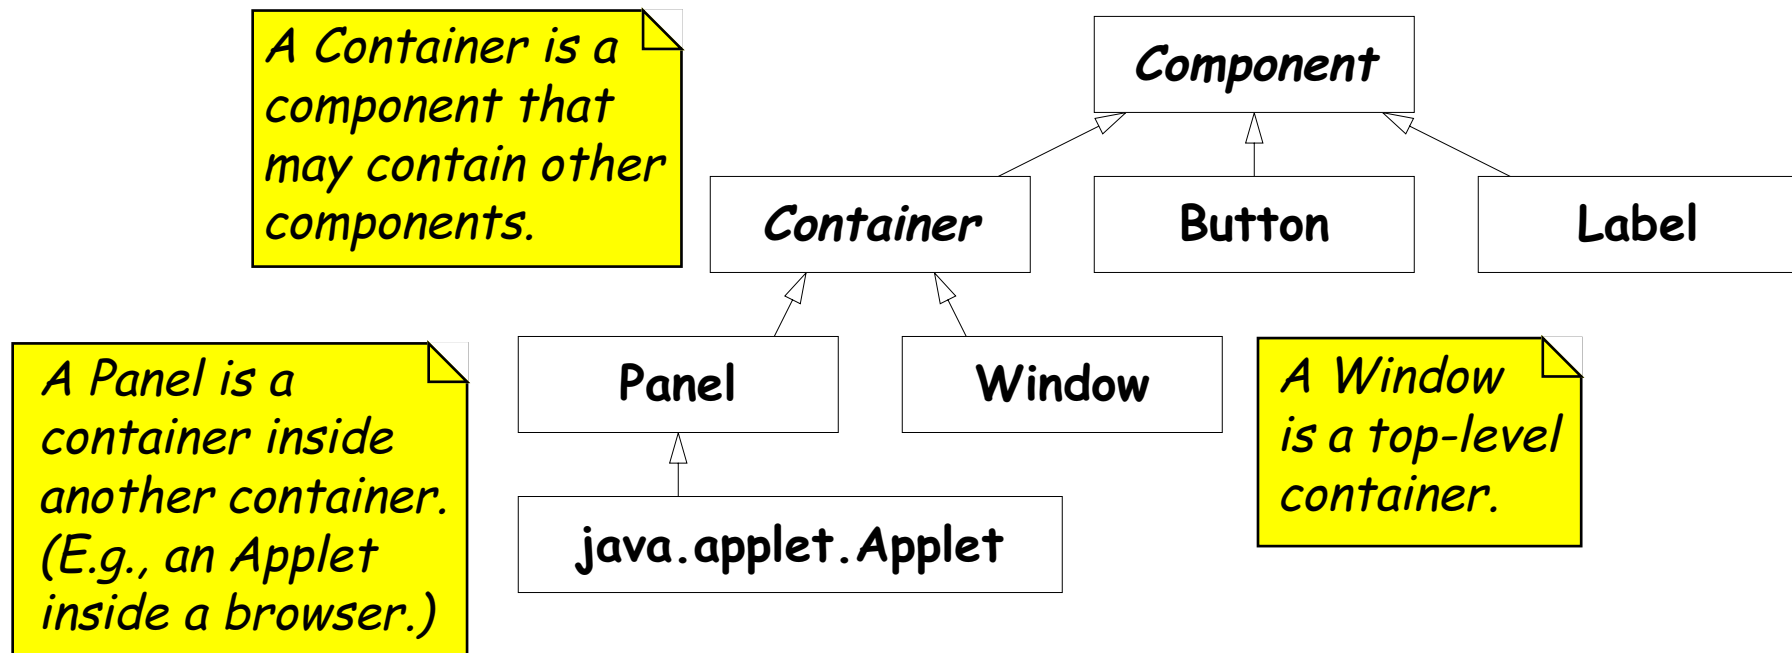 A Container is a
component that
may contain other
components.
Component
Container
Button
Label
Panel
Window
A Panel is a
container inside
another container.
(E.g., an Applet
inside a browser.)
A Window
is a top-level
container.
java.applet.Applet